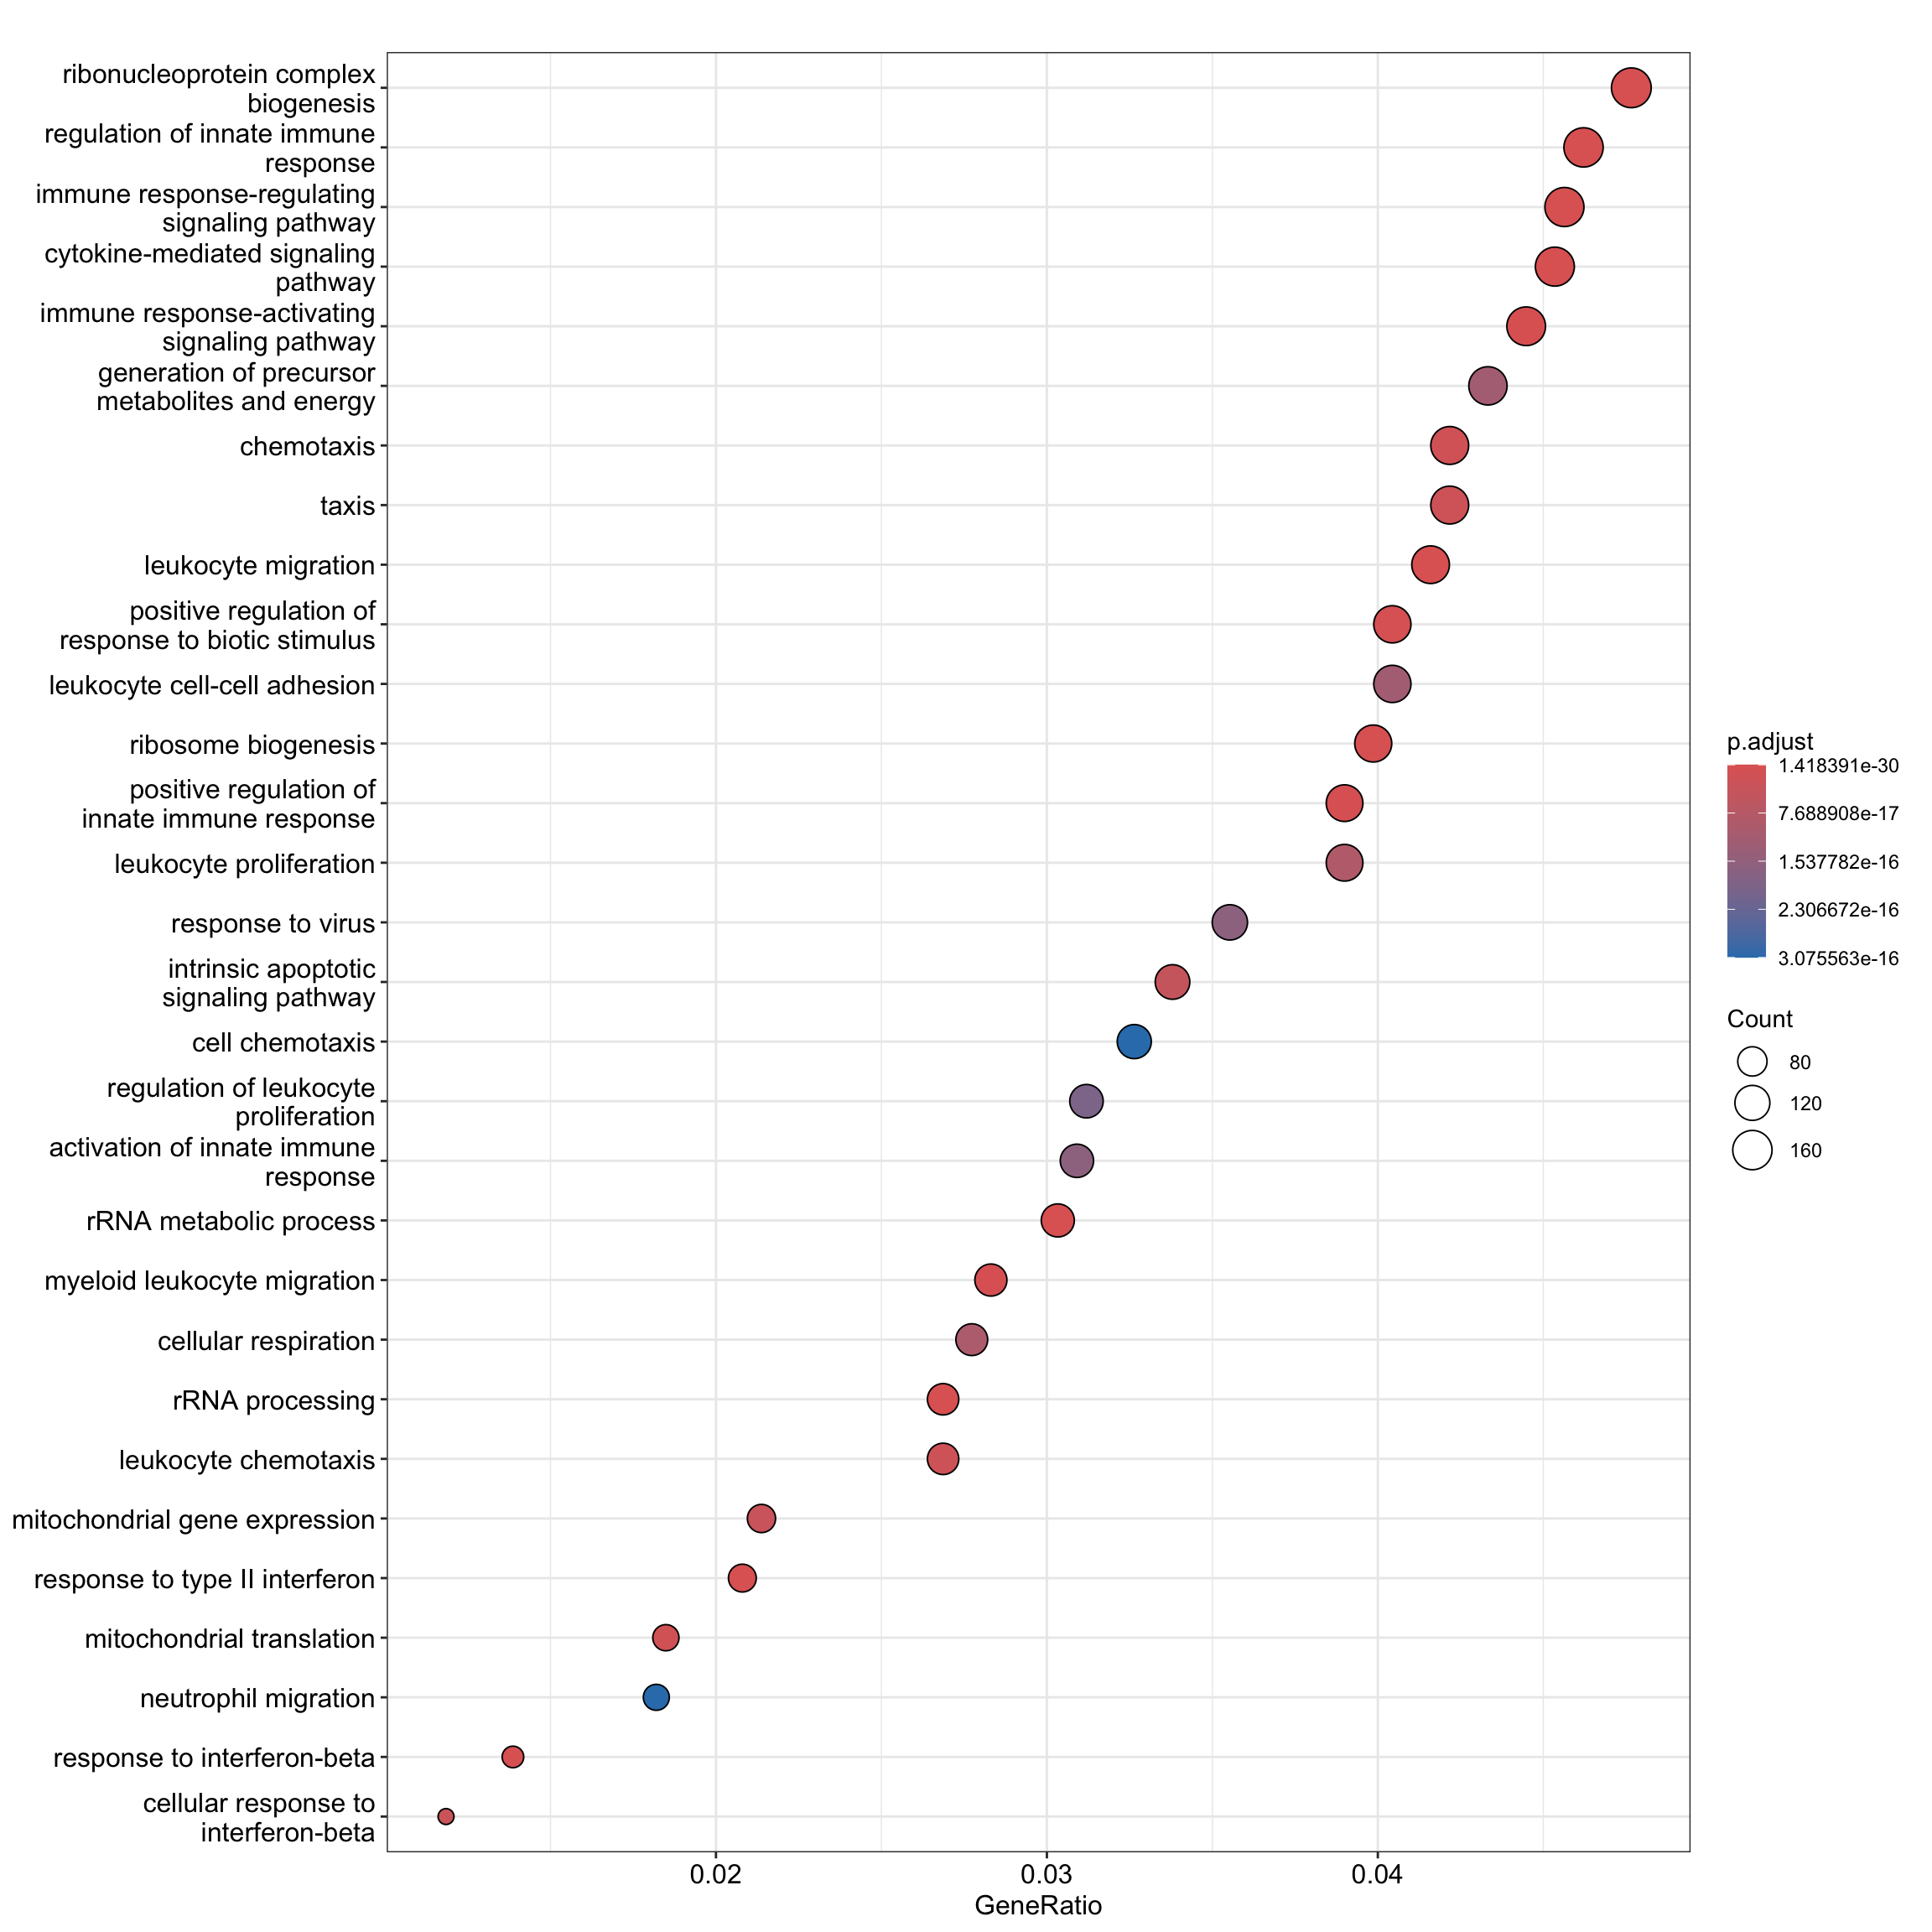 ribonucleoprotein complex
biogenesis
regulation of innate immune
response
immune response-regulating
signaling pathway
cytokine-mediated signaling
pathway
immune response-activating
signaling pathway
generation of precursor
metabolites and energy
chemotaxis
taxis
leukocyte migration
positive regulation of
response to biotic stimulus
leukocyte cell-cell adhesion
ribosome biogenesis
positive regulation of
innate immune response
leukocyte proliferation
response to virus
intrinsic apoptotic
signaling pathway
cell chemotaxis
regulation of leukocyte
proliferation
activation of innate immune
response
rRNA metabolic process
myeloid leukocyte migration
cellular respiration
rRNA processing
leukocyte chemotaxis
mitochondrial gene expression
response to type II interferon
mitochondrial translation
neutrophil migration
response to interferon-beta
cellular response to
interferon-beta
0.02 0.03 0.04
GeneRatio
p.adjust
1.418391e-30
7.688908e-17
1.537782e-16
2.306672e-16
3.075563e-16
Count
80
120
160